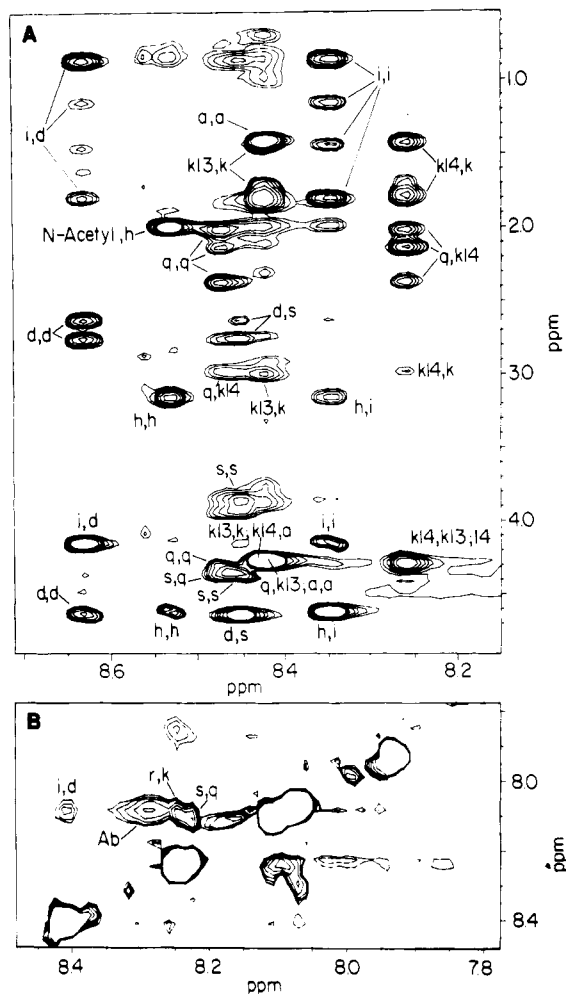 A
1.0
i,i
a,a
i,d
k13,k
k14,k
2.0
N-Acetyl,h
q,q
q,k14
ppm
d,s
d,d
3.0
q,k14
k14,k
k13,k
h,h
h,i
s,s
4.0
i,d
k13,k; k14,a
i,i
k14,k13;14
q,q
s,q
q,k13,a,a
s,s
d,d
h,h
d,s
h,i
8.6
8.4
8.2
ppm
B
i,d
r,k
s,q
8.0
Ab
ppm
8.4
8.4
8.2
8.0
7.8
ppm